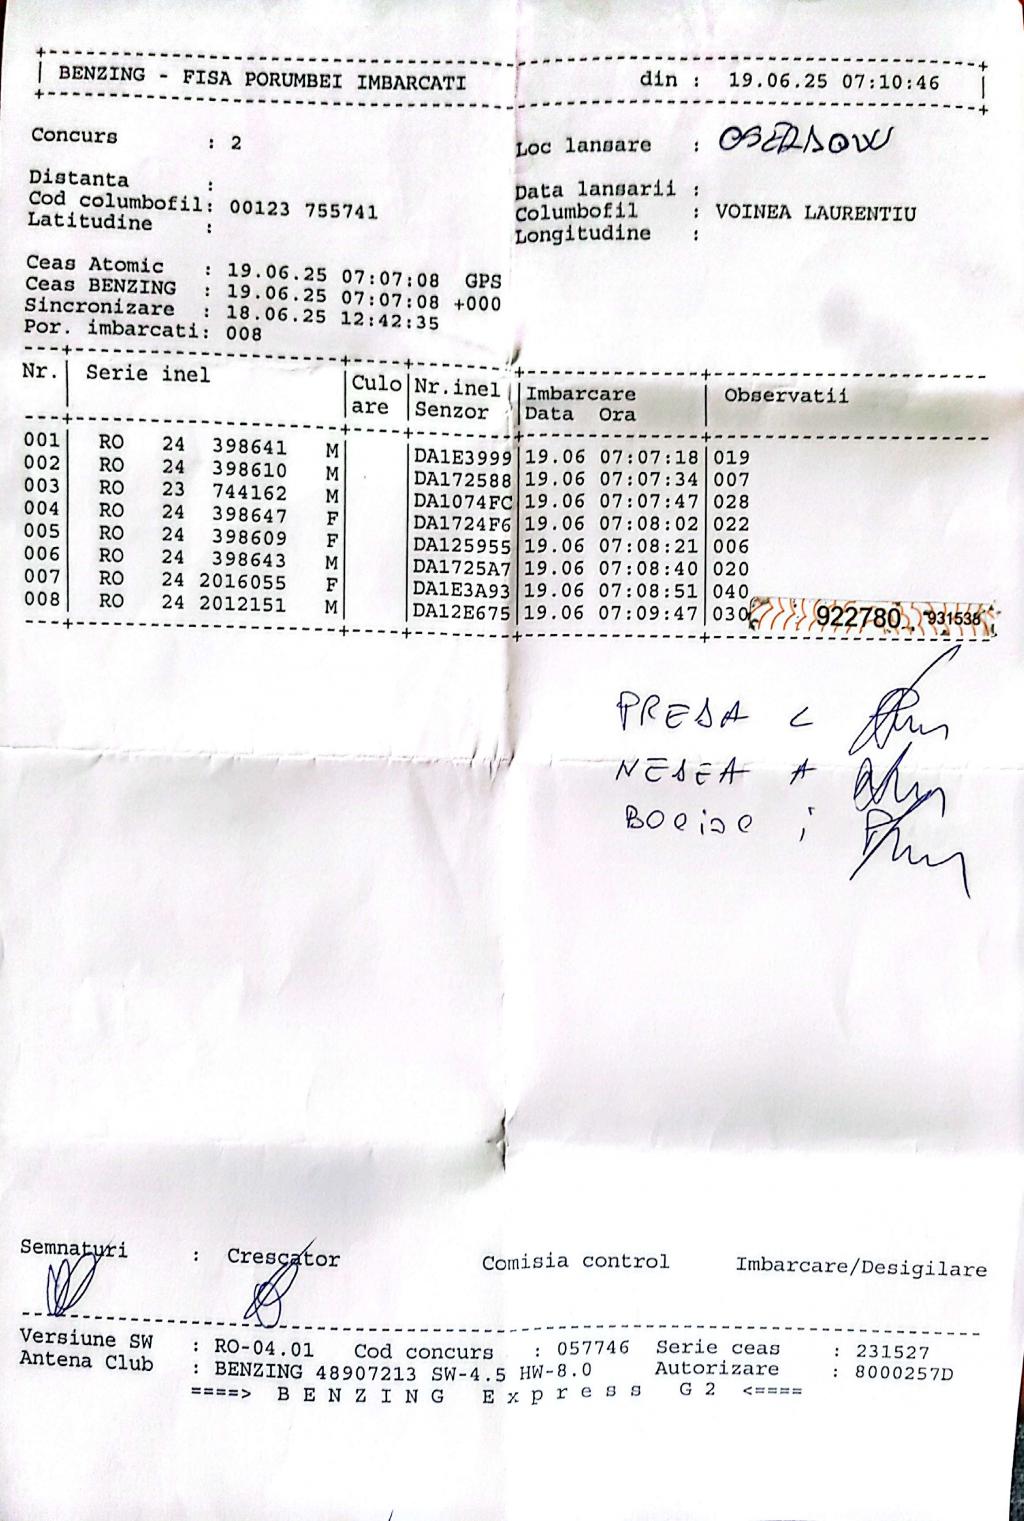 BENZING - FISA PORUMBEI IMBARCATI din : 19.06.25 07:10:46
Concurs : 2 Loc lansare :
Distanta : Data lansarii :
Cod columbofil: 00123 755741 Columbofil : VOINEA LAURENTIU
Latitudine : Longitudine :
Ceas Atomic : 19.06.25 07:07:08 GPS
Ceas BENZING : 19.06.25 07:07:08 +000
Sincronizare : 18.06.25 12:42:35
Por. imbarcati: 008
Nr. Serie inel Culo Nr.inel Imbarcare Observatii
are Senzor Data Ora
001 RO 24 398641 M DA1E3999 19.06 07:07:18 019
002 RO 24 398610 M DA172588 19.06 07:07:34 007
003 RO 23 744162 M DA1074FC 19.06 07:07:47 028
004 RO 24 398647 F DA1724F6 19.06 07:08:02 022
005 RO 24 398609 F DA125955 19.06 07:08:21 006
006 RO 24 398643 M DA1725A7 19.06 07:08:40 020
007 RO 24 2016055 F DA1E3A93 19.06 07:08:51 040
008 RO 24 2012151 M DA12E675 19.06 07:09:47 030 922780 931538
PREDA C
NEDEA A
Semnaturi : Crescator Comisia control Imbarcare/Desigilare
Versiune SW : RO-04.01 Cod concurs : 057746 Serie ceas : 231527
Antena Club : BENZING 48907213 SW-4.5 HW-8.0 Autorizare : 8000257D
====> B E N Z I N G E x p r e s s G 2 <====